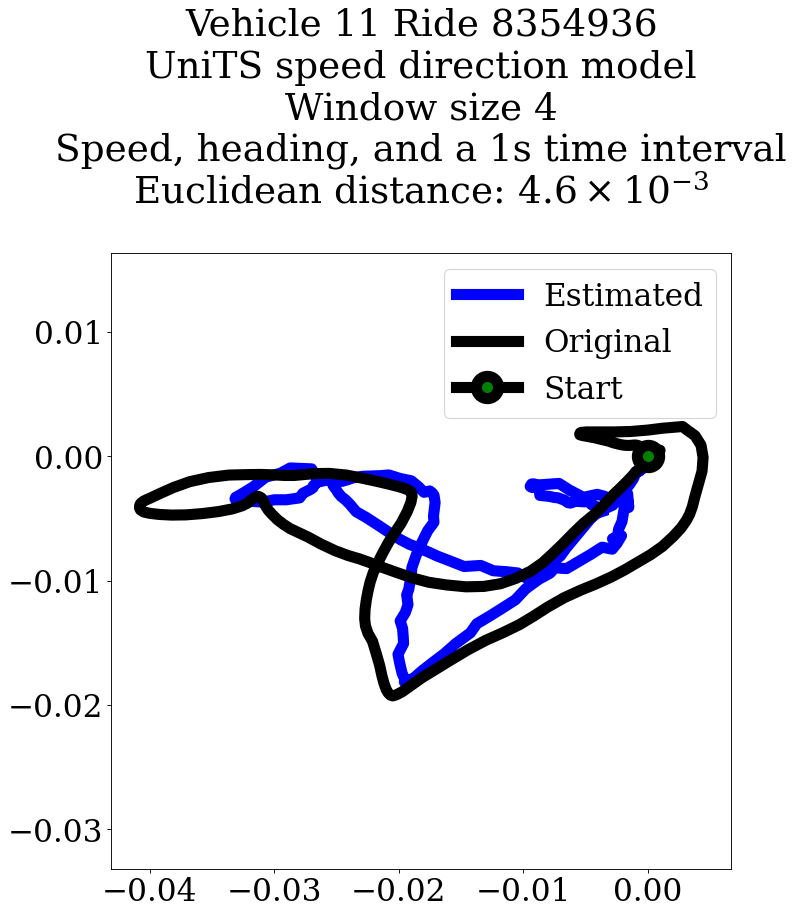 Vehicle 11 Ride 8354936
UniTS speed direction model
Window size 4
Speed, heading, and a 1s time interval
Euclidean distance: 4.6 × 10⁻³
Estimated
Original
Start
0.01
0.00
−0.01
−0.02
−0.03
−0.04 −0.03 −0.02 −0.01 0.00